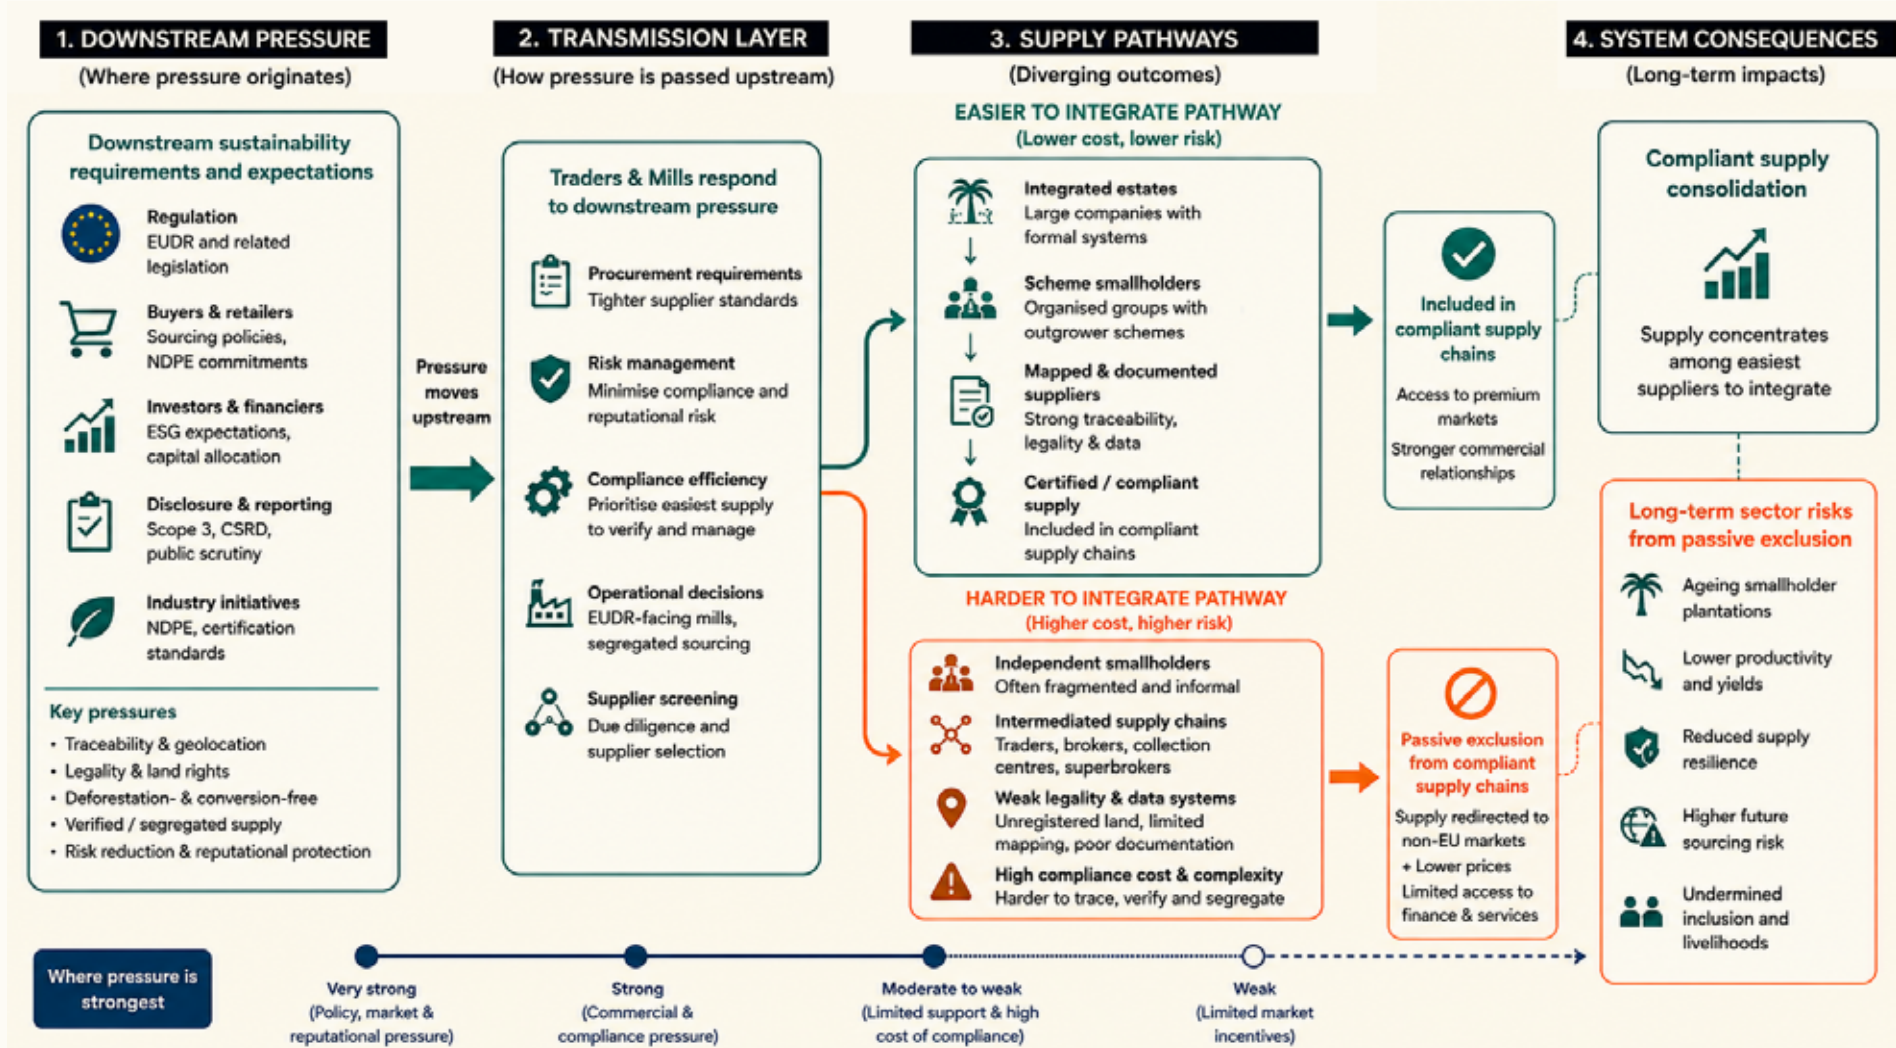 1. DOWNSTREAM PRESSURE
(Where pressure originates)
Downstream sustainability
requirements and expectations
Regulation
EUDR and related
legislation
Buyers & retailers
Sourcing policies,
NDPE commitments
Investors & financiers
ESG expectations,
capital allocation
Disclosure & reporting
Scope 3, CSRD,
public scrutiny
Industry initiatives
NDPE, certification
standards
Key pressures
• Traceability & geolocation
• Legality & land rights
• Deforestation- & conversion-free
• Verified / segregated supply
• Risk reduction & reputational protection
Pressure
moves
upstream
2. TRANSMISSION LAYER
(How pressure is passed upstream)
Traders & Mills respond
to downstream pressure
Procurement requirements
Tighter supplier standards
Risk management
Minimise compliance and
reputational risk
Compliance efficiency
Prioritise easiest supply
to verify and manage
Operational decisions
EUDR-facing mills,
segregated sourcing
Supplier screening
Due diligence and
supplier selection
3. SUPPLY PATHWAYS
(Diverging outcomes)
EASIER TO INTEGRATE PATHWAY
(Lower cost, lower risk)
Integrated estates
Large companies with
formal systems
Scheme smallholders
Organised groups with
outgrower schemes
Mapped & documented
suppliers
Strong traceability,
legality & data
Certified / compliant
supply
Included in compliant
supply chains
HARDER TO INTEGRATE PATHWAY
(Higher cost, higher risk)
Independent smallholders
Often fragmented and informal
Intermediated supply chains
Traders, brokers, collection
centres, superbrokers
Weak legality & data systems
Unregistered land, limited
mapping, poor documentation
High compliance cost & complexity
Harder to trace, verify and segregate
Included in
compliant supply
chains
Access to premium
markets
Stronger commercial
relationships
Passive exclusion
from compliant
supply chains
Supply redirected to
non-EU markets
+ Lower prices
Limited access to
finance & services
4. SYSTEM CONSEQUENCES
(Long-term impacts)
Compliant supply
consolidation
Supply concentrates
among easiest
suppliers to integrate
Long-term sector risks
from passive exclusion
Ageing smallholder
plantations
Lower productivity
and yields
Reduced supply
resilience
Higher future
sourcing risk
Undermined
inclusion and
livelihoods
Where pressure is
strongest
Very strong
(Policy, market &
reputational pressure)
Strong
(Commercial &
compliance pressure)
Moderate to weak
(Limited support & high
cost of compliance)
Weak
(Limited market
incentives)